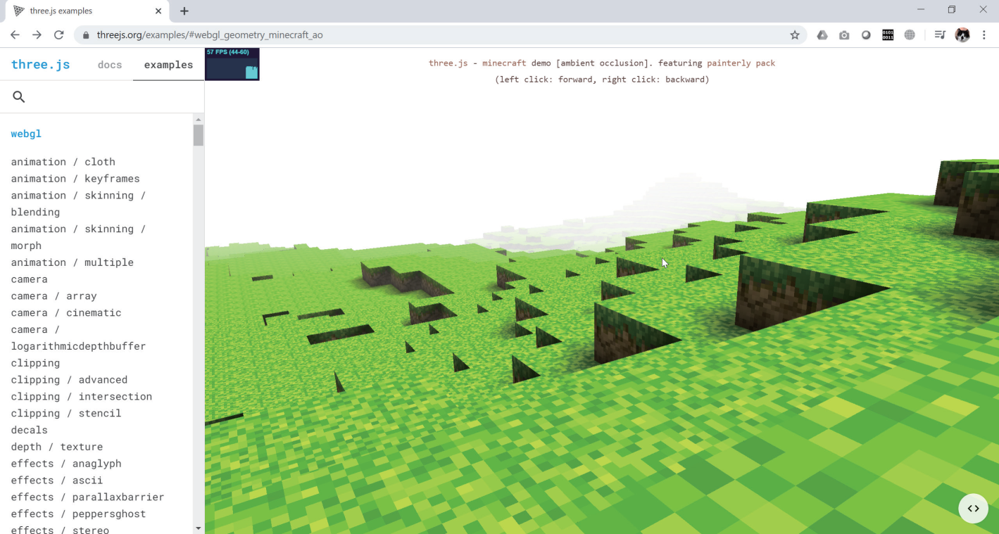 three.js examples
threejs.org/examples/#webgl_geometry_minecraft_ao
0101
0011
three.js docs examples
57 FPS (44-60)
three.js - minecraft demo [ambient occlusion]. featuring painterly pack
(left click: forward, right click: backward)
webgl
animation / cloth
animation / keyframes
animation / skinning /
blending
animation / skinning /
morph
animation / multiple
camera
camera / array
camera / cinematic
camera /
logarithmicdepthbuffer
clipping
clipping / advanced
clipping / intersection
clipping / stencil
decals
depth / texture
effects / anaglyph
effects / ascii
effects / parallaxbarrier
effects / peppersghost
effects / stereo